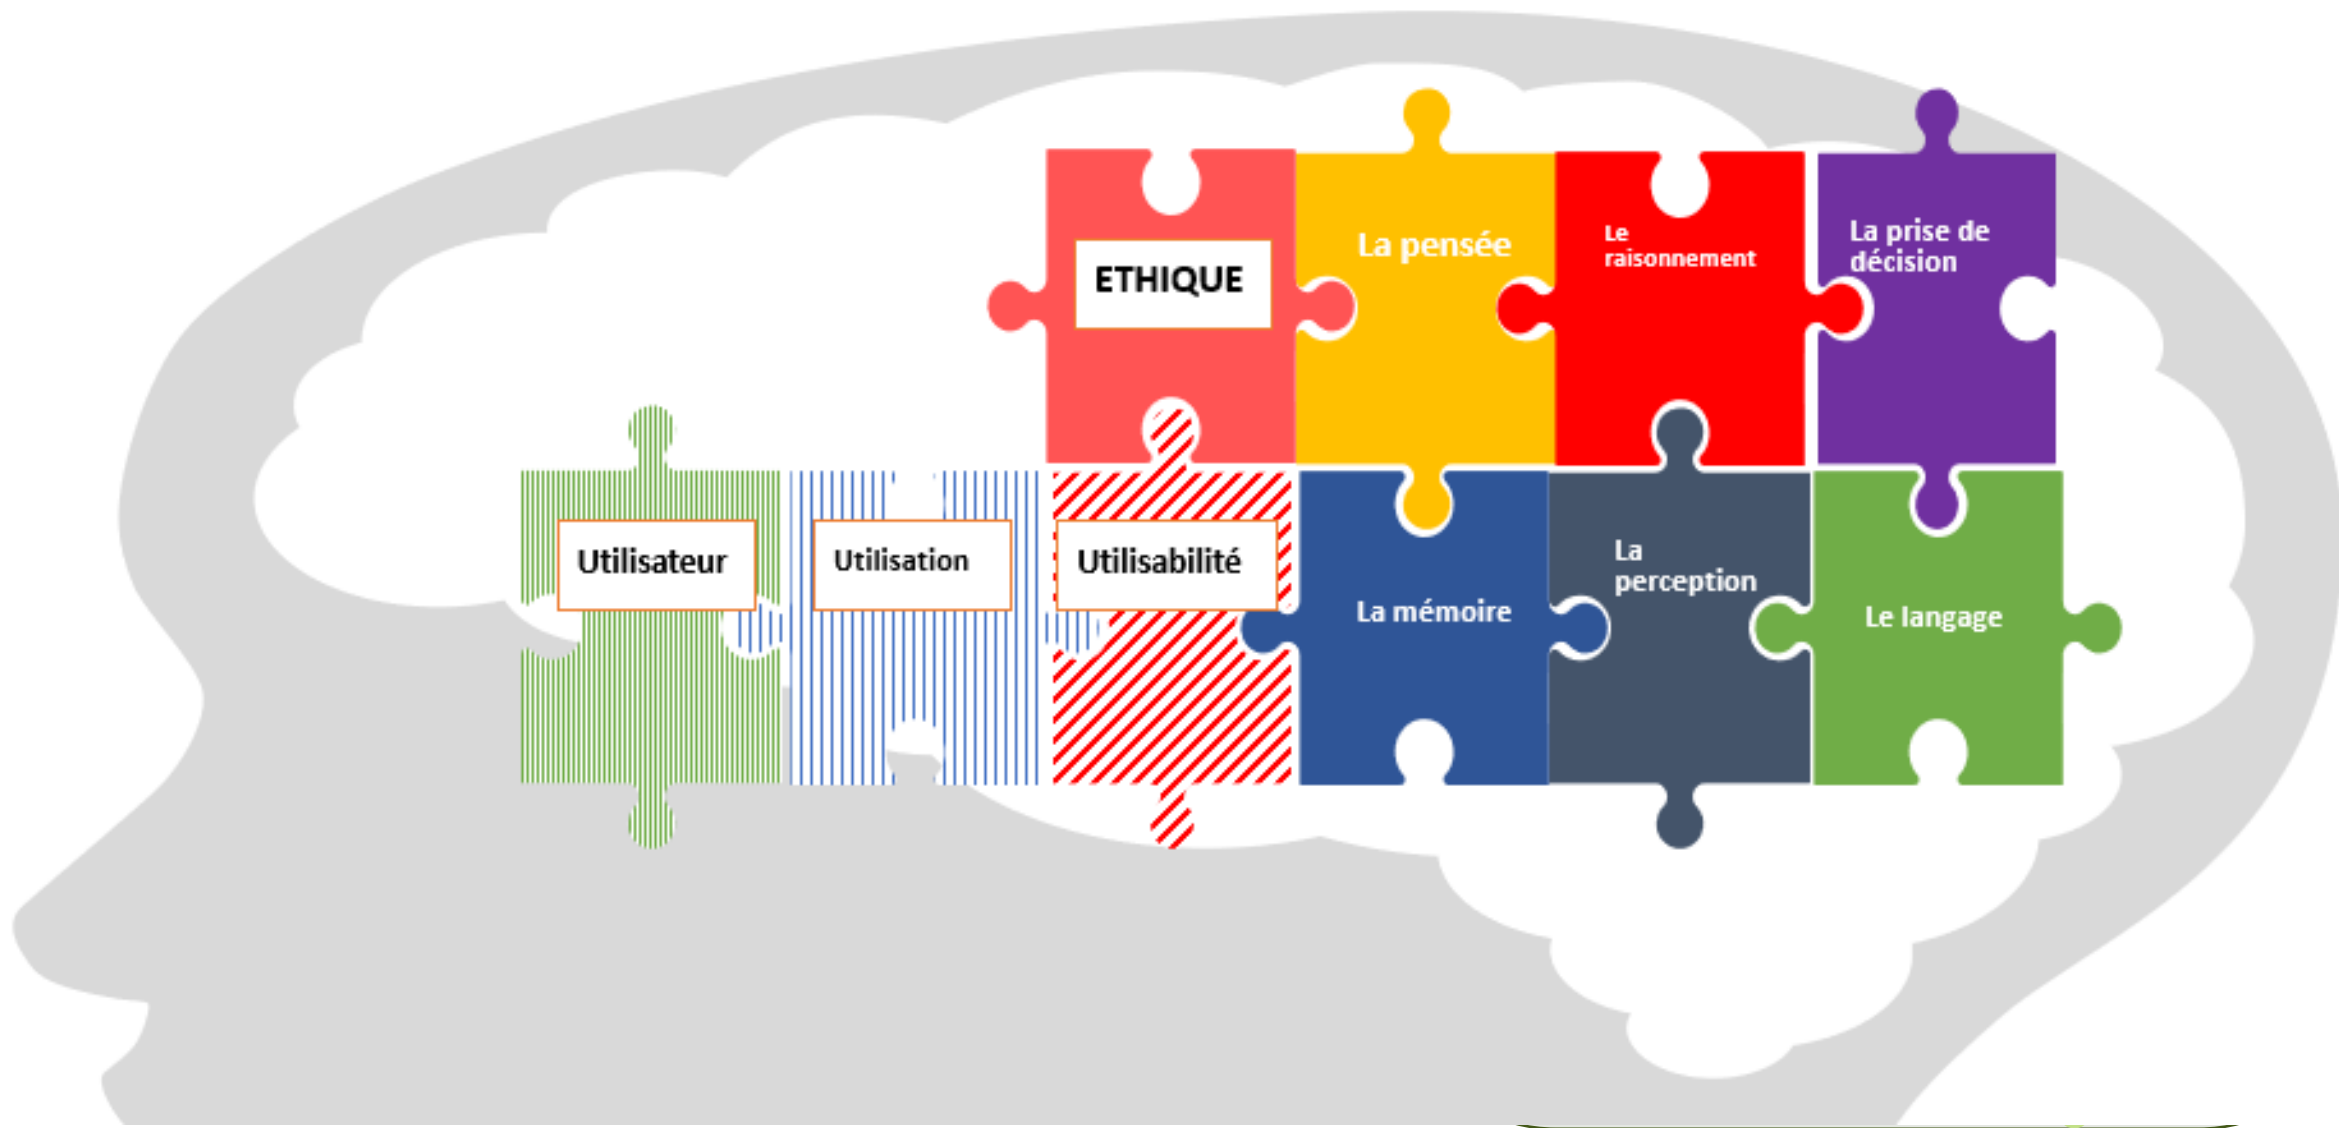 ETHIQUE
La pensée
Le
raisonnement
La prise de
décision
Utilisateur
Utilisation
Utilisabilité
La mémoire
La
perception
Le langage